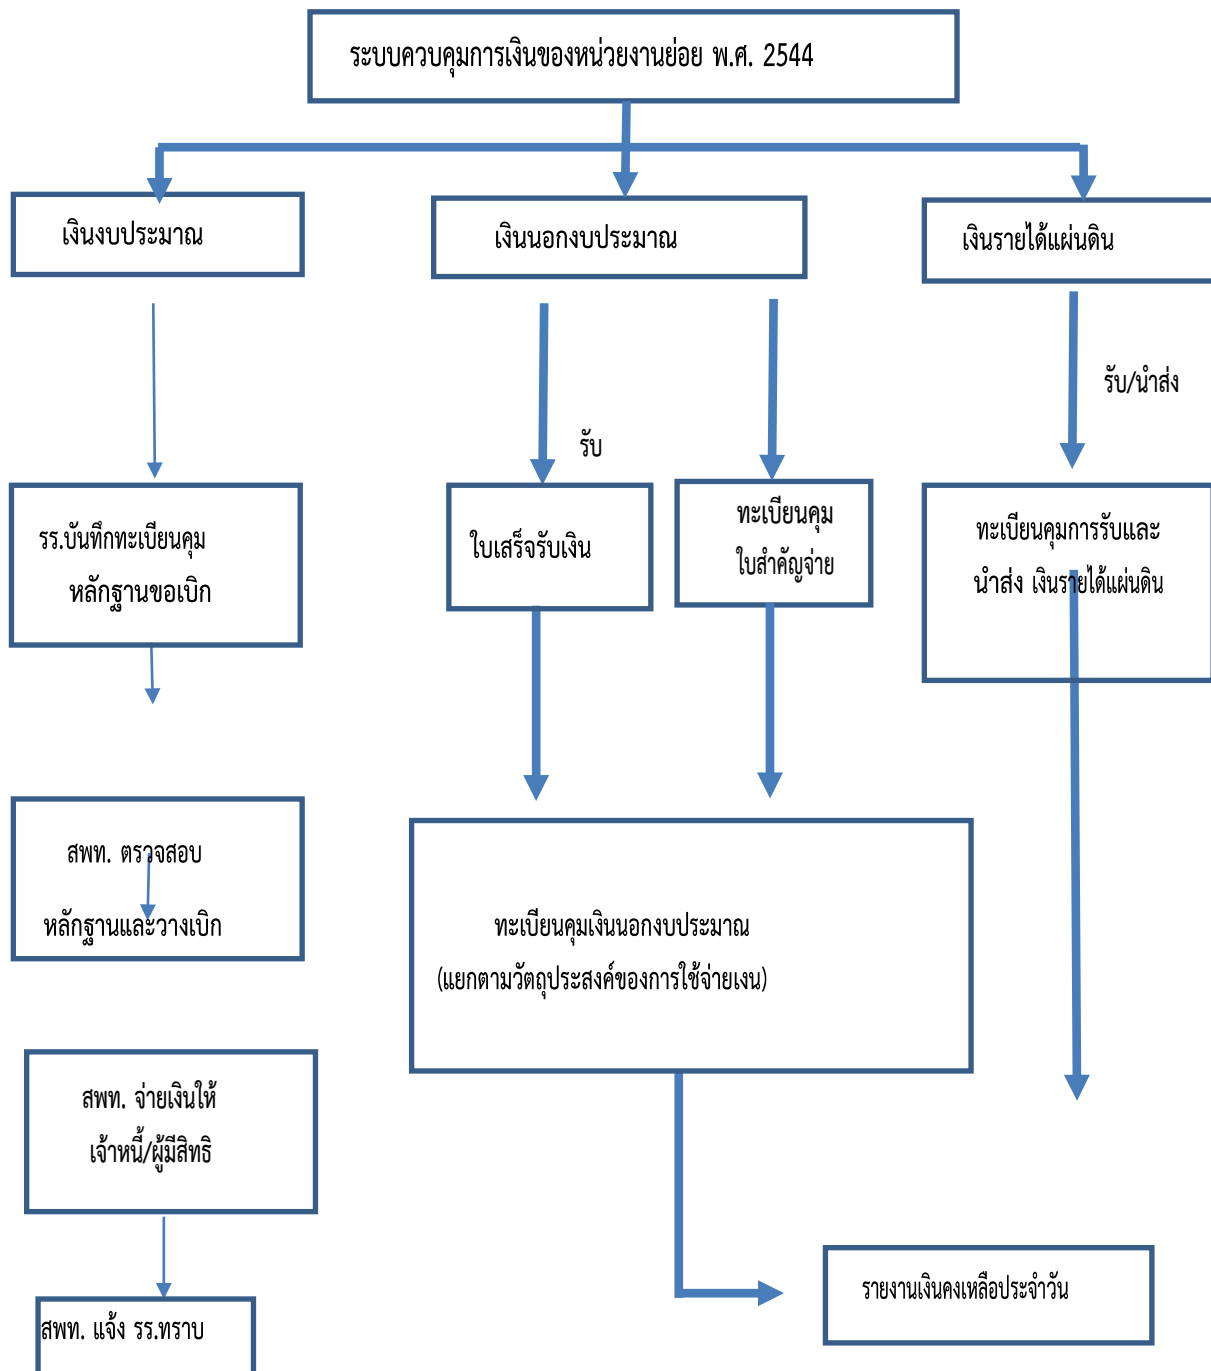 ระบบควบคุมการเงินของหน่วยงานย่อย พ.ศ. 2544
เงินงบประมาณ
เงินนอกงบประมาณ
เงินรายได้แผ่นดิน
รับ/นำส่ง
รับ
รร.บันทึกทะเบียนคุม
หลักฐานขอเบิก
ใบเสร็จรับเงิน
ทะเบียนคุม
ใบสำคัญจ่าย
ทะเบียนคุมการรับและ
นำส่ง เงินรายได้แผ่นดิน
สพท. ตรวจสอบ
หลักฐานและวางเบิก
ทะเบียนคุมเงินนอกงบประมาณ
(แยกตามวัตถุประสงค์ของการใช้จ่ายเงน)
สพท. จ่ายเงินให้
เจ้าหนี้/ผู้มีสิทธิ
รายงานเงินคงเหลือประจำวัน
สพท. แจ้ง รร.ทราบ